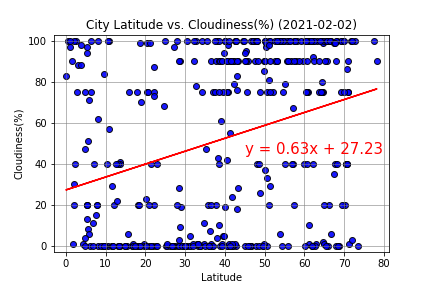 City Latitude vs. Cloudiness(%) (2021-02-02)
Cloudiness(%)
100
80
60
40
20
0
y = 0.63x + 27.23
0 10 20 30 40 50 60 70 80
Latitude